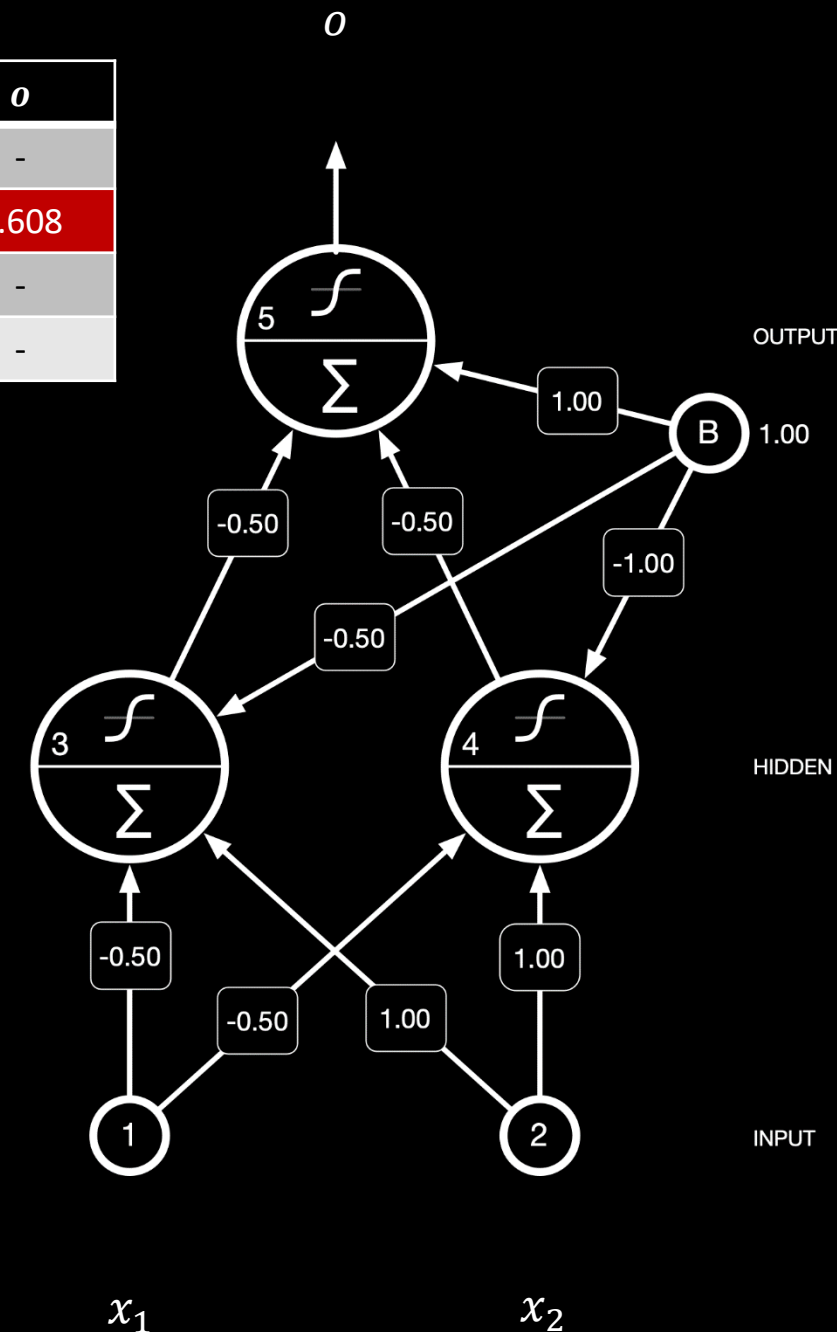 o
o
-
.608
-
-
5
Σ
OUTPUT
1.00
B
1.00
-0.50
-0.50
-1.00
-0.50
3
Σ
4
Σ
HIDDEN
-0.50
1.00
-0.50
1.00
1
2
INPUT
x₁
x₂